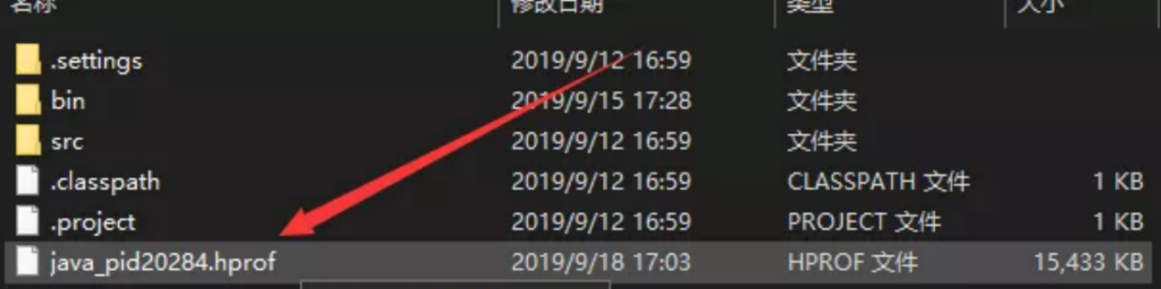 名称 修改日期 类型 大小
.settings 2019/9/12 16:59 文件夹
bin 2019/9/15 17:28 文件夹
src 2019/9/12 16:59 文件夹
.classpath 2019/9/12 16:59 CLASSPATH 文件 1 KB
.project 2019/9/12 16:59 PROJECT 文件 1 KB
java_pid20284.hprof 2019/9/18 17:03 HPROF 文件 15,433 KB